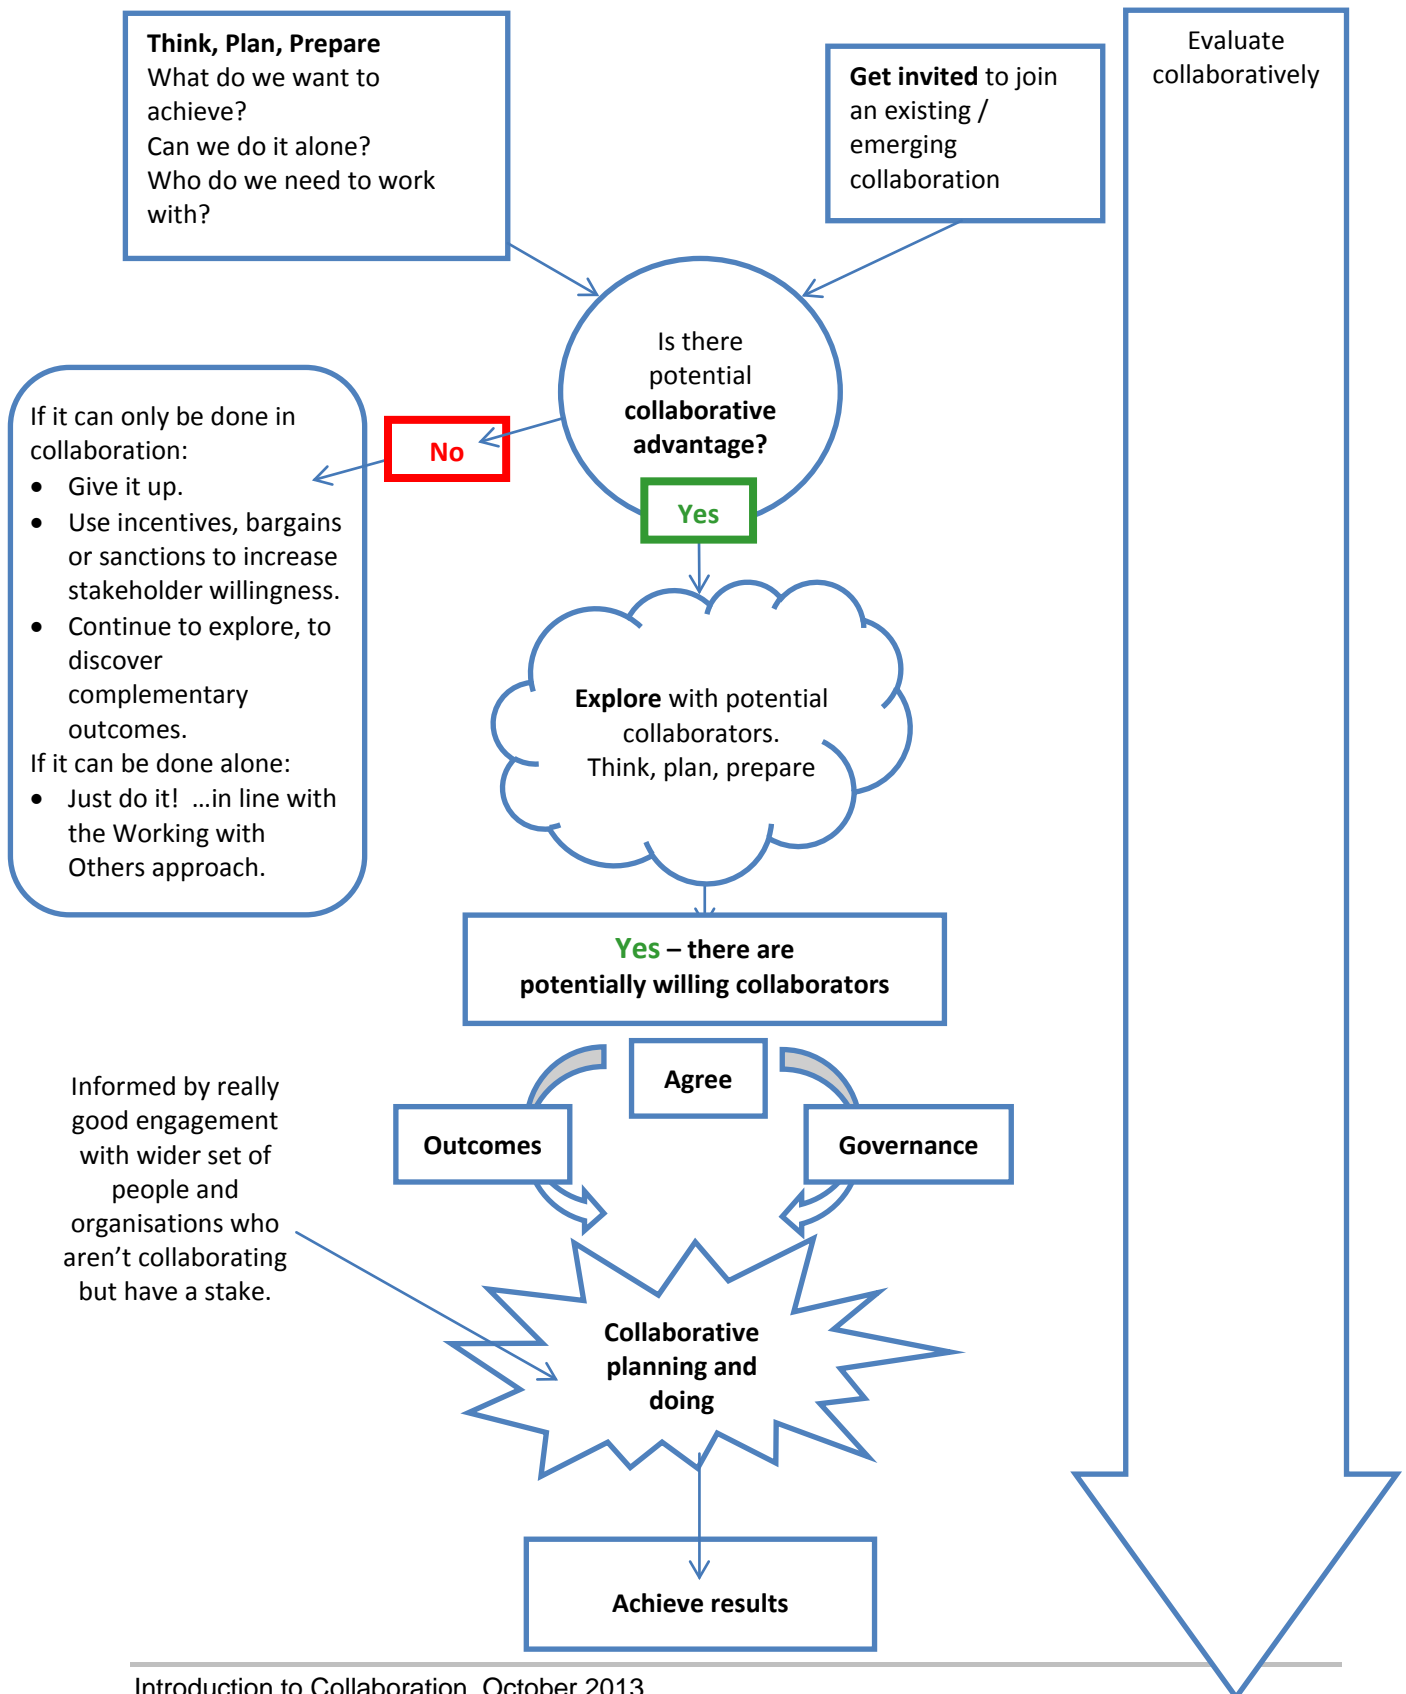 Think, Plan, Prepare
What do we want to
achieve?
Can we do it alone?
Who do we need to work
with?
Get invited to join
an existing /
emerging
collaboration
Evaluate
collaboratively
Is there
potential
collaborative
advantage?
No
Yes
If it can only be done in
collaboration:
• Give it up.
• Use incentives, bargains
or sanctions to increase
stakeholder willingness.
• Continue to explore, to
discover
complementary
outcomes.
If it can be done alone:
• Just do it! …in line with
the Working with
Others approach.
Explore with potential
collaborators.
Think, plan, prepare
Yes – there are
potentially willing collaborators
Agree
Outcomes
Governance
Informed by really
good engagement
with wider set of
people and
organisations who
aren’t collaborating
but have a stake.
Collaborative
planning and
doing
Achieve results
Introduction to Collaboration October 2013